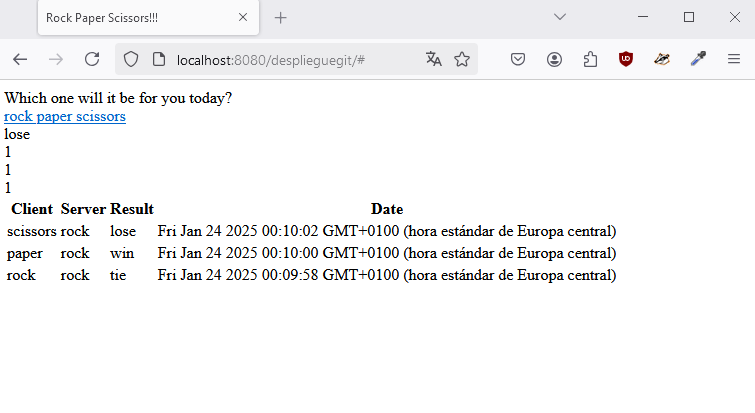 Rock Paper Scissors!!!
localhost:8080/desplieguegit/#
Which one will it be for you today?
rock paper scissors
lose
1
1
1
Client Server Result Date
scissors rock lose Fri Jan 24 2025 00:10:02 GMT+0100 (hora estándar de Europa central)
paper rock win Fri Jan 24 2025 00:10:00 GMT+0100 (hora estándar de Europa central)
rock rock tie Fri Jan 24 2025 00:09:58 GMT+0100 (hora estándar de Europa central)